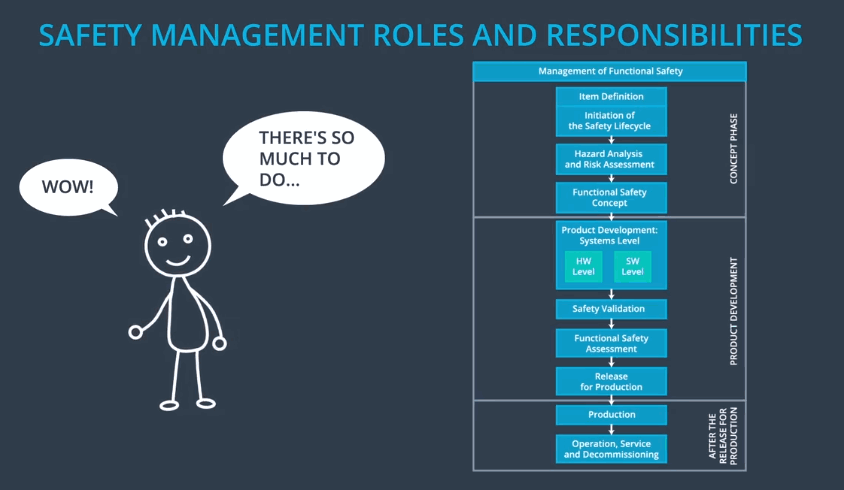 SAFETY MANAGEMENT ROLES AND RESPONSIBILITIES
WOW!
THERE'S SO
MUCH TO
DO...
Management of Functional Safety
Item Definition
Initiation of
the Safety Lifecycle
Hazard Analysis
and Risk Assessment
Functional Safety
Concept
CONCEPT PHASE
Product Development:
Systems Level
HW
Level
SW
Level
Safety Validation
Functional Safety
Assessment
Release
for Production
PRODUCT DEVELOPMENT
Production
Operation, Service
and Decommissioning
AFTER THE
RELEASE FOR
PRODUCTION